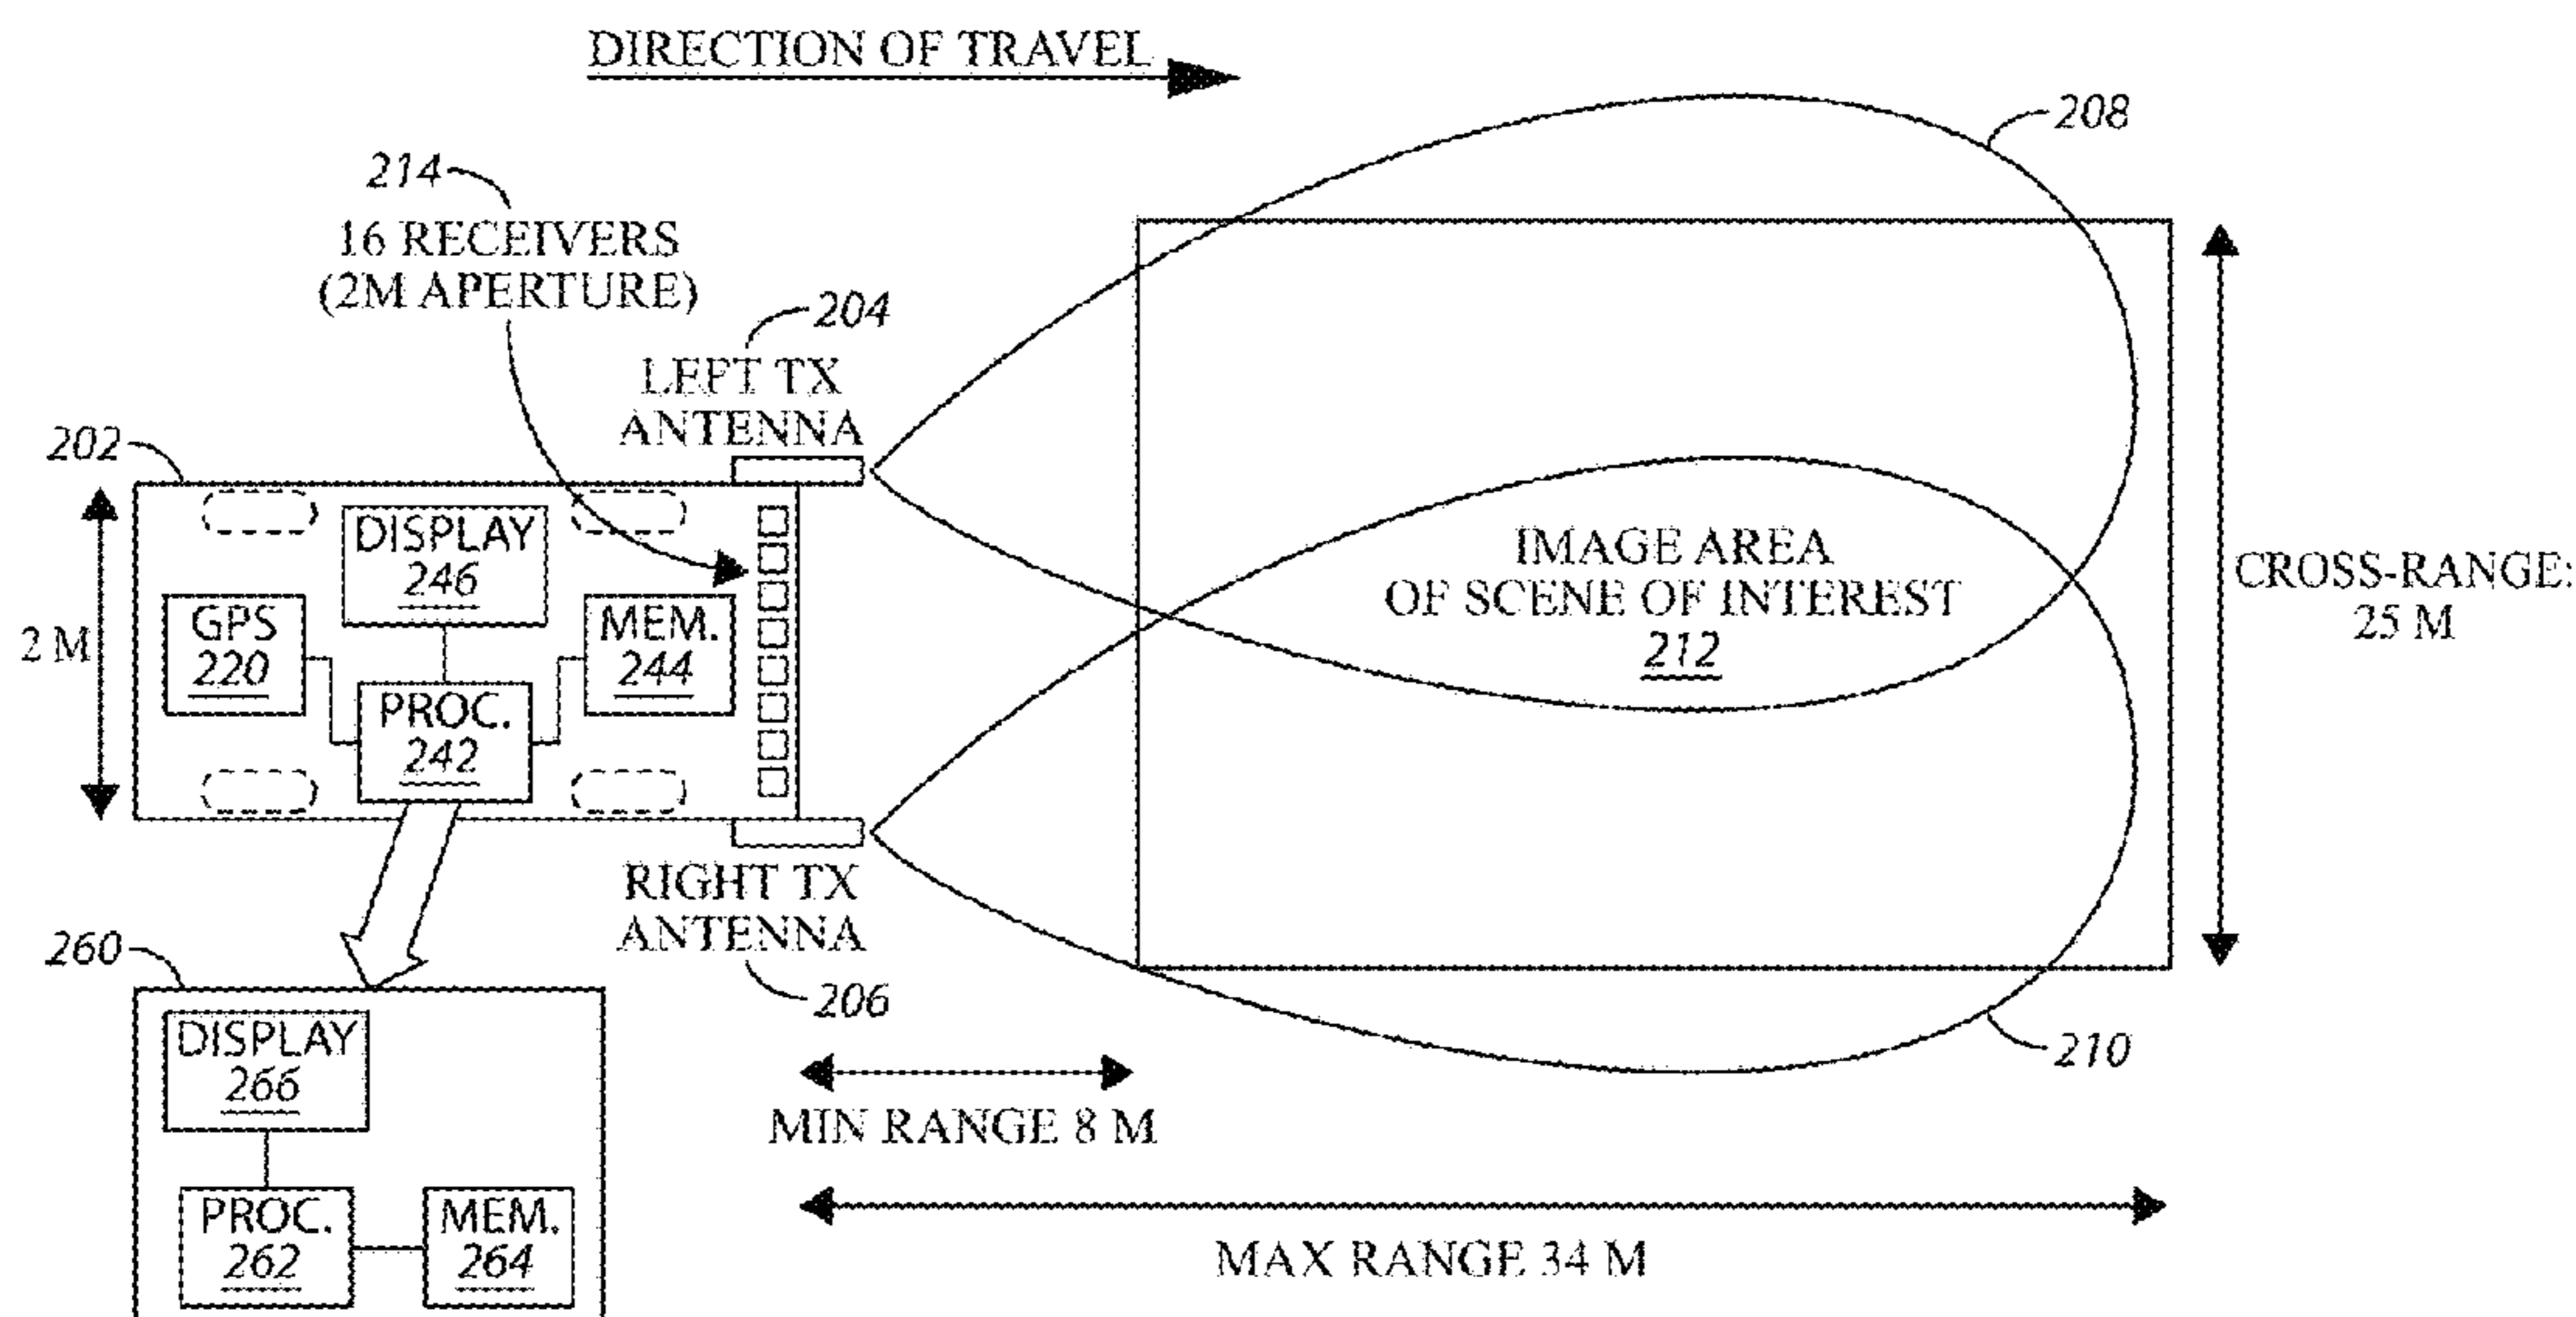 DIRECTION OF TRAVEL
208
214
16 RECEIVERS
(2M APERTURE)
204
LEFT TX
ANTENNA
202
DISPLAY
246
GPS
220
MEM.
244
PROC.
242
2 M
IMAGE AREA
OF SCENE OF INTEREST
212
CROSS-RANGE:
25 M
RIGHT TX
ANTENNA
206
260
DISPLAY
266
PROC.
262
MEM.
264
210
MIN RANGE 8 M
MAX RANGE 34 M